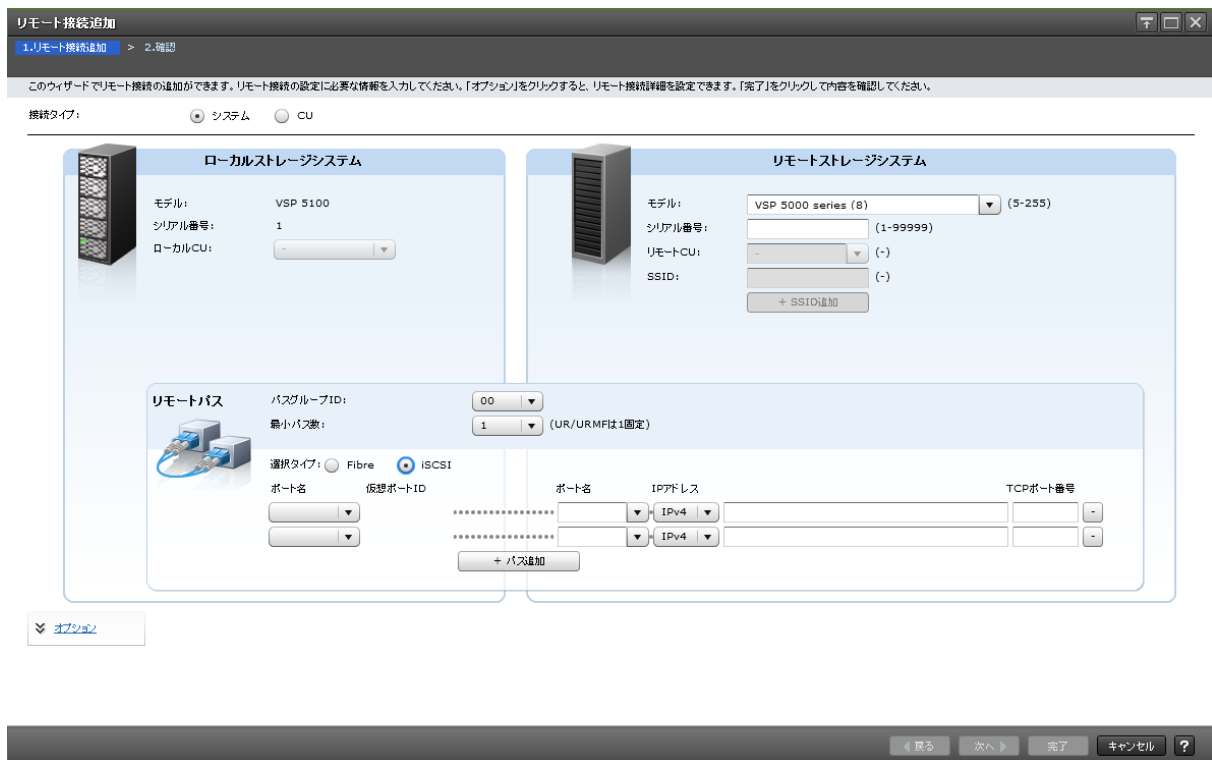 リモート接続追加
1.リモート接続追加 > 2.確認
このウィザードでリモート接続の追加ができます。リモート接続の設定に必要な情報を入力してください。「オプション」をクリックすると、リモート接続詳細を設定できます。「完了」をクリックして内容を確認してください。
接続タイプ: システム CU
ローカルストレージシステム
モデル: VSP 5100
シリアル番号: 1
ローカルCU: -
リモートストレージシステム
モデル: VSP 5000 series (8) (5-255)
シリアル番号: (1-99999)
リモートCU: - (-)
SSID: (-)
+ SSID追加
リモートパス
パスグループID: 00
最小パス数: 1 (UR/URMFは1固定)
選択タイプ: Fibre iSCSI
ポート名 仮想ポートID ポート名 IPアドレス TCPポート番号
IPv4 -
IPv4 -
+ パス追加
オプション
戻る 次へ 完了 キャンセル ?